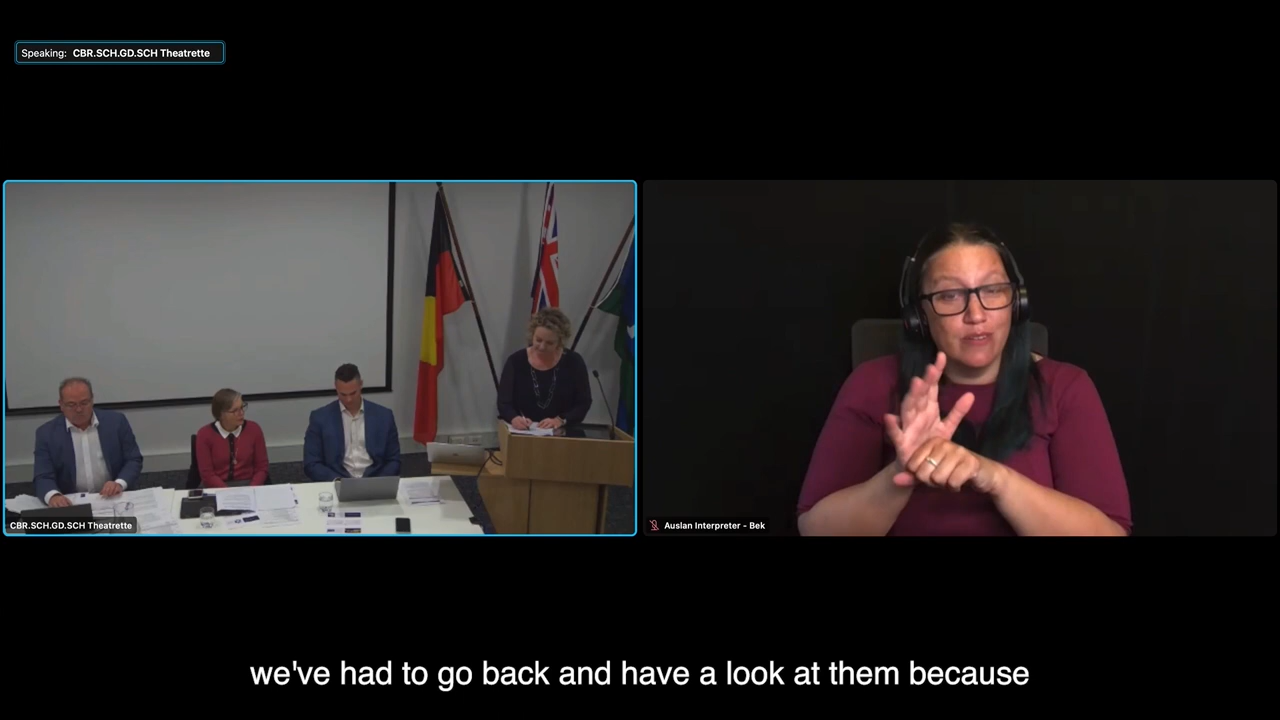 Speaking: CBR.SCH.GD.SCH Theatrette
CBR.SCH.GD.SCH Theatrette
Auslan Interpreter - Bek
we've had to go back and have a look at them because